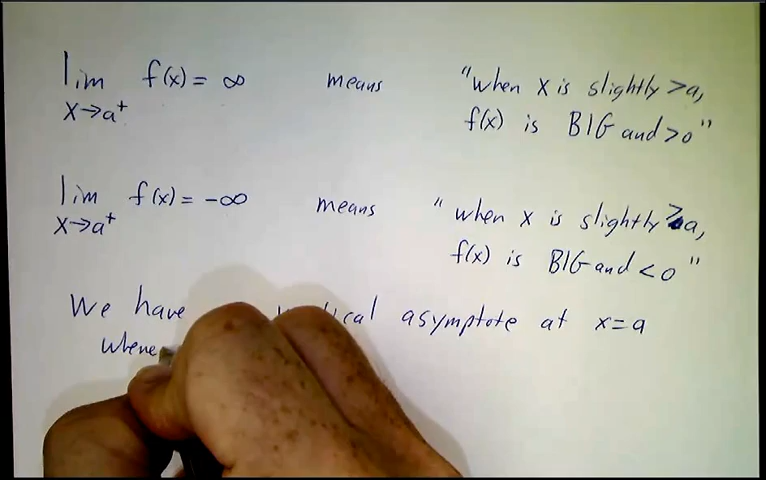 lim f(x) = ∞ means "when x is slightly >a,
x→a⁺ f(x) is BIG and >0"
lim f(x) = -∞ means "when x is slightly >a,
x→a⁺ f(x) is BIG and <0"
We have asymptote at x=a